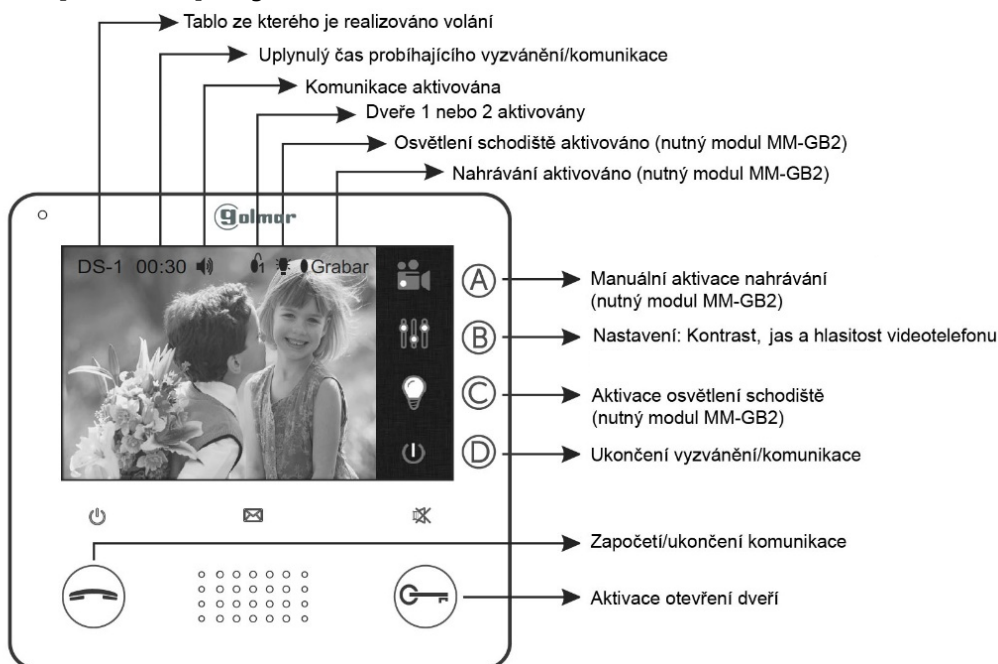 Tablo ze kterého je realizováno volání
Uplynulý čas probíhajícího vyzvánění/komunikace
Komunikace aktivována
Dveře 1 nebo 2 aktivovány
Osvětlení schodiště aktivováno (nutný modul MM-GB2)
Nahrávání aktivováno (nutný modul MM-GB2)
golmar
DS-1 00:30 1 Grabar
A
Manuální aktivace nahrávání
(nutný modul MM-GB2)
B
Nastavení: Kontrast, jas a hlasitost videotelefonu
C
Aktivace osvětlení schodiště
(nutný modul MM-GB2)
D
Ukončení vyzvánění/komunikace
Započetí/ukončení komunikace
Aktivace otevření dveří